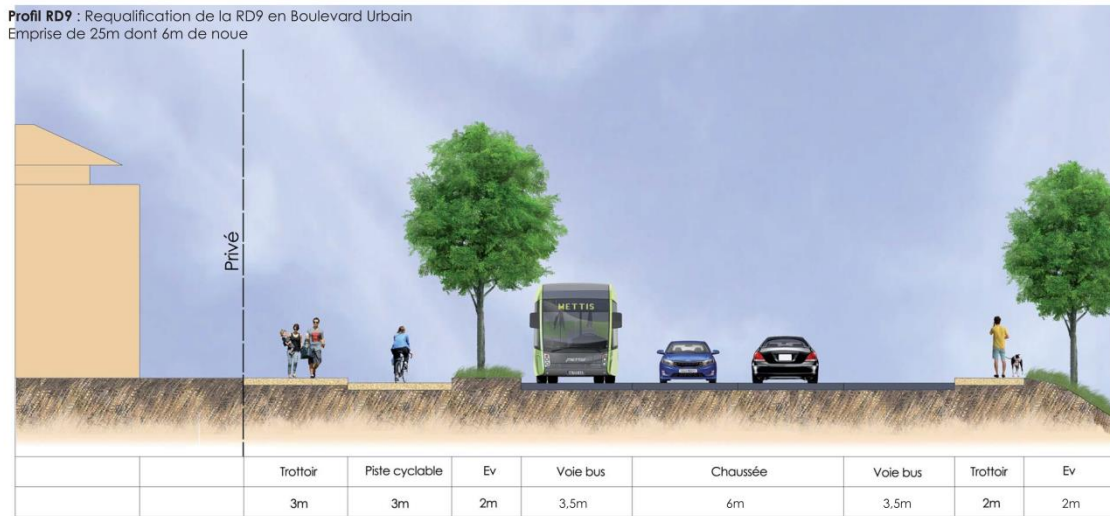 Profil RD9 : Requalification de la RD9 en Boulevard Urbain
Emprise de 25m dont 6m de noue
Privé
METTIS
Trottoir Piste cyclable Ev Voie bus Chaussée Voie bus Trottoir Ev
3m 3m 2m 3,5m 6m 3,5m 2m 2m